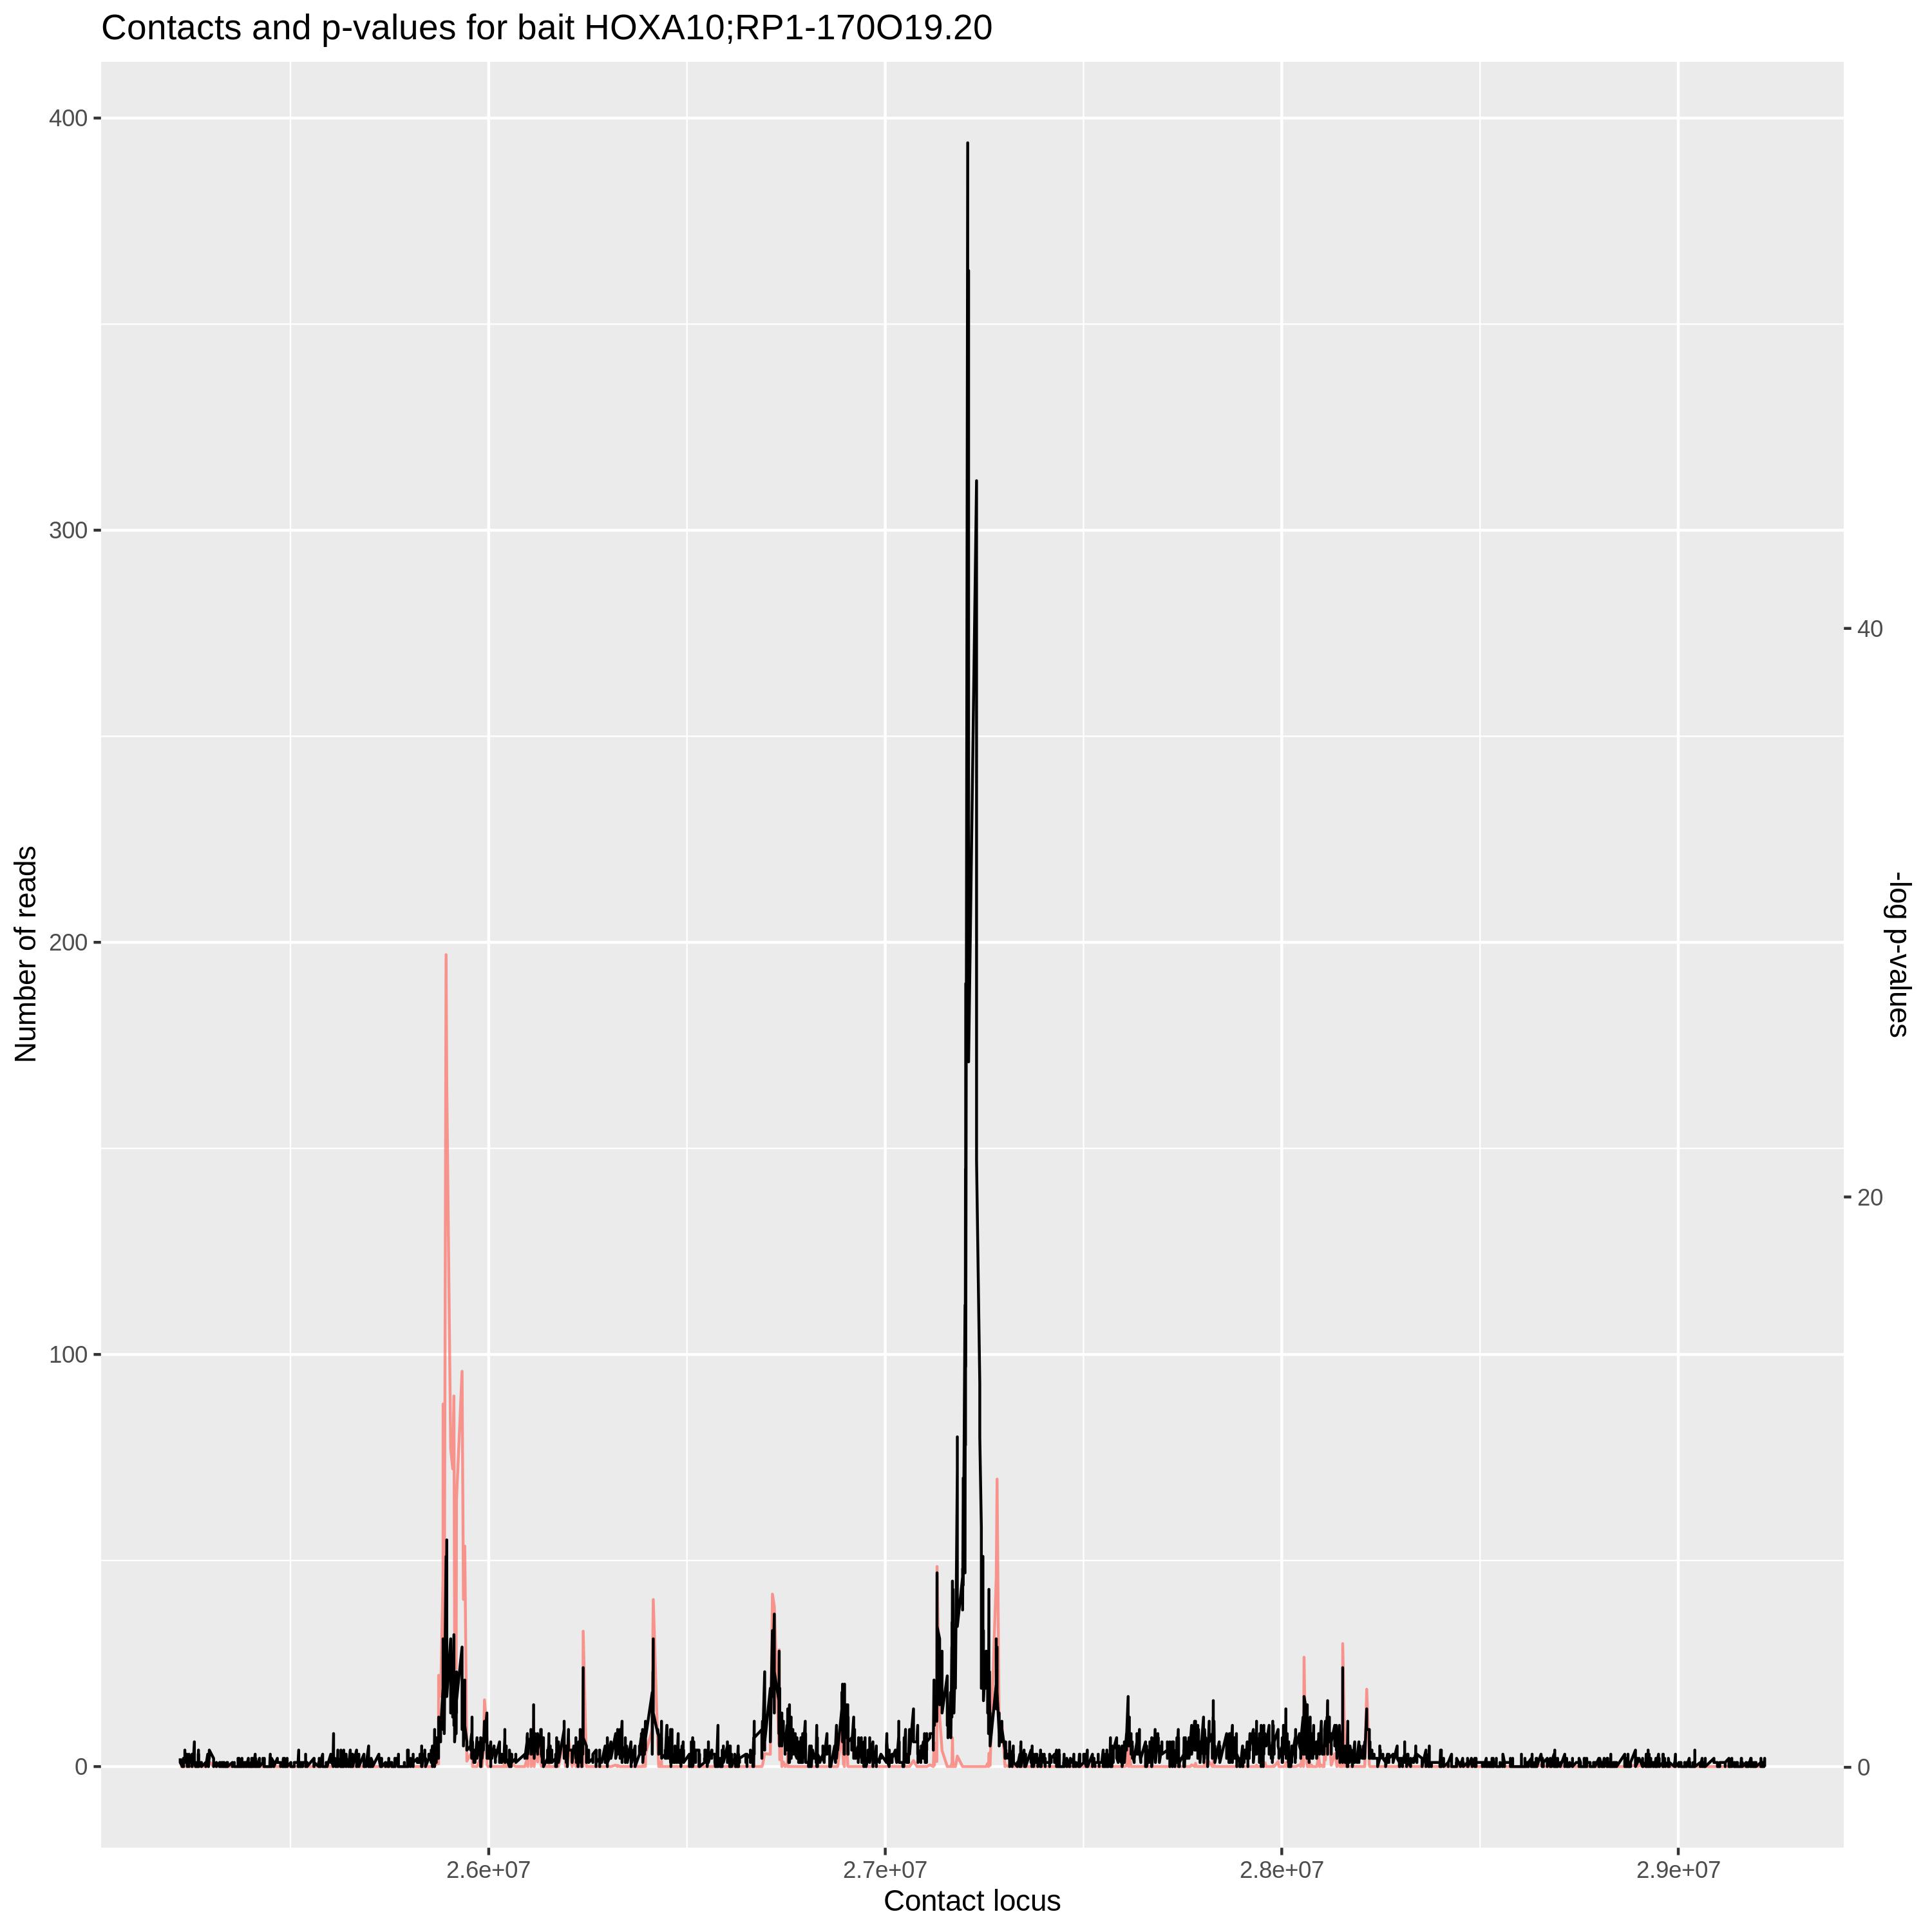 Contacts and p-values for bait HOXA10;RP1-170O19.20
400
300
200
100
0
Number of reads
40
20
0
-log p-values
2.6e+07
2.7e+07
2.8e+07
2.9e+07
Contact locus